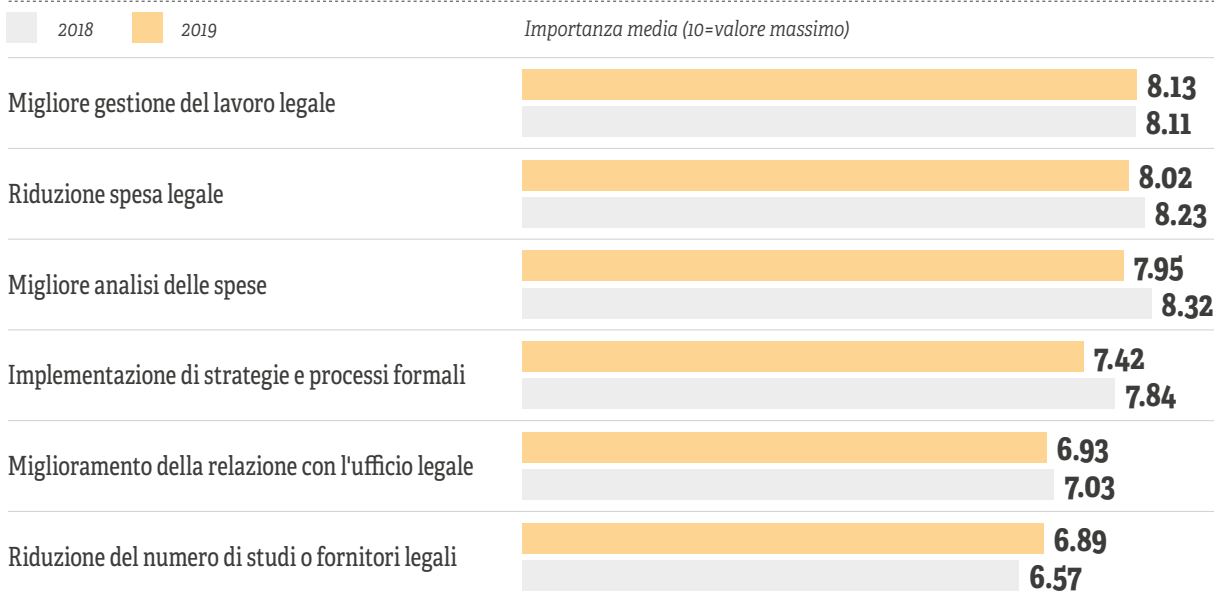 2018 2019 Importanza media (10=valore massimo)
8.13
Migliore gestione del lavoro legale
8.11
8.02
Riduzione spesa legale
8.23
7.95
Migliore analisi delle spese
8.32
7.42
Implementazione di strategie e processi formali
7.84
6.93
Miglioramento della relazione con l'ufficio legale
7.03
6.89
Riduzione del numero di studi o fornitori legali
6.57